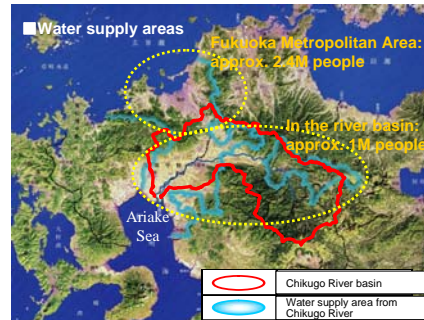 ■Water supply areas
Fukuoka Metropolitan Area:
approx. 2.4M people
In the river basin:
approx. 1M people
Ariake
Sea
Chikugo River basin
Water supply area from
Chikugo River